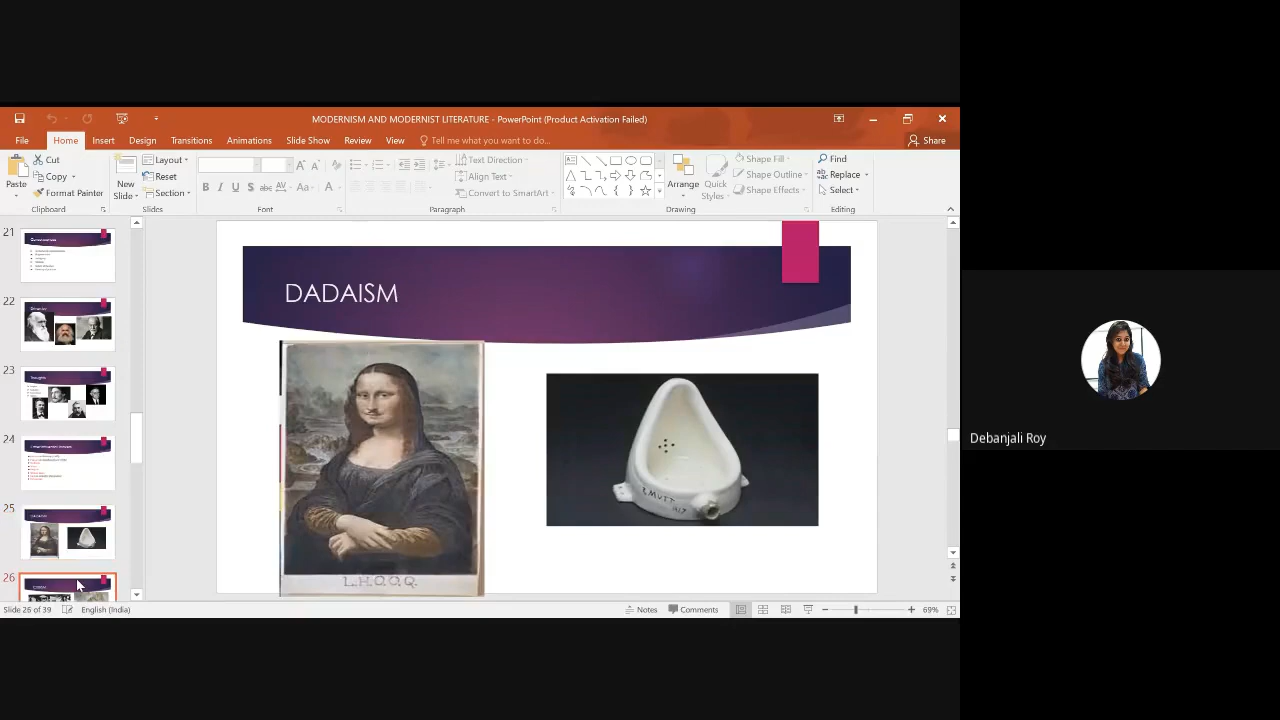 MODERNISM AND MODERNIST LITERATURE - PowerPoint (Product Activation Failed)
File Home Insert Design Transitions Animations Slide Show Review View Tell me what you want to do... Share
Paste
Cut
Copy
Format Painter
Clipboard
New Slide
Layout
Reset
Section
Slides
B I U S abc AV Aa A
Font
Text Direction
Align Text
Convert to SmartArt
Paragraph
Arrange
Quick Styles
Shape Fill
Shape Outline
Shape Effects
Drawing
Find
Replace
Select
Editing
21
22
23
24
25
DADAISM
26
DADAISM
L.H.O.O.Q.
R.MUTT
1917
Debanjali Roy
Slide 26 of 39 English (India) Notes Comments 69%